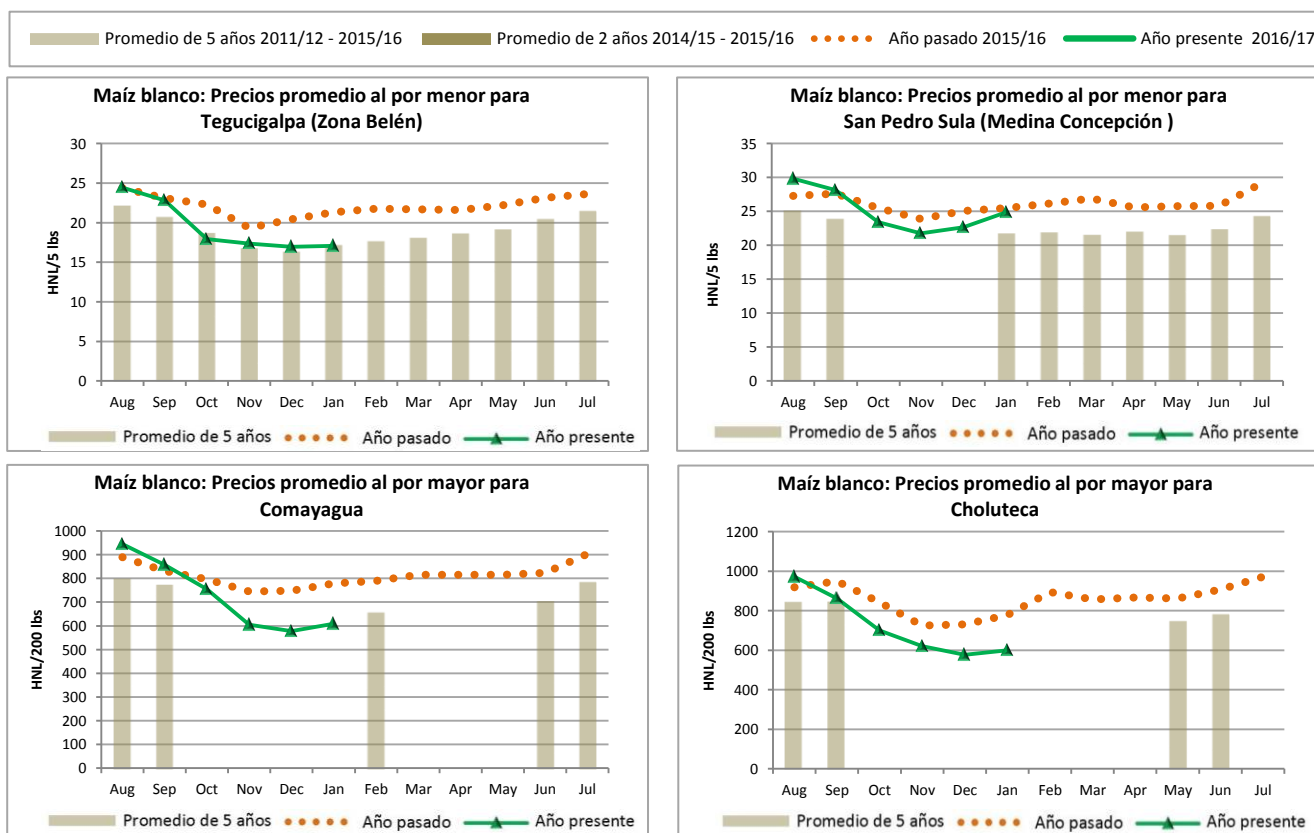 Promedio de 5 años 2011/12 - 2015/16 Promedio de 2 años 2014/15 - 2015/16 Año pasado 2015/16 Año presente 2016/17
Maíz blanco: Precios promedio al por menor para
Tegucigalpa (Zona Belén)
30
25
20
15
10
5
0
HNL/5 lbs
Aug Sep Oct Nov Dec Jan Feb Mar Apr May Jun Jul
Promedio de 5 años Año pasado Año presente
Maíz blanco: Precios promedio al por menor para
San Pedro Sula (Medina Concepción )
35
30
25
20
15
10
5
0
HNL/5 lbs
Aug Sep Oct Nov Dec Jan Feb Mar Apr May Jun Jul
Promedio de 5 años Año pasado Año presente
Maíz blanco: Precios promedio al por mayor para
Comayagua
1000
900
800
700
600
500
400
300
200
100
0
HNL/200 lbs
Aug Sep Oct Nov Dec Jan Feb Mar Apr May Jun Jul
Promedio de 5 años Año pasado Año presente
Maíz blanco: Precios promedio al por mayor para
Choluteca
1200
1000
800
600
400
200
0
HNL/200 lbs
Aug Sep Oct Nov Dec Jan Feb Mar Apr May Jun Jul
Promedio de 5 años Año pasado Año presente